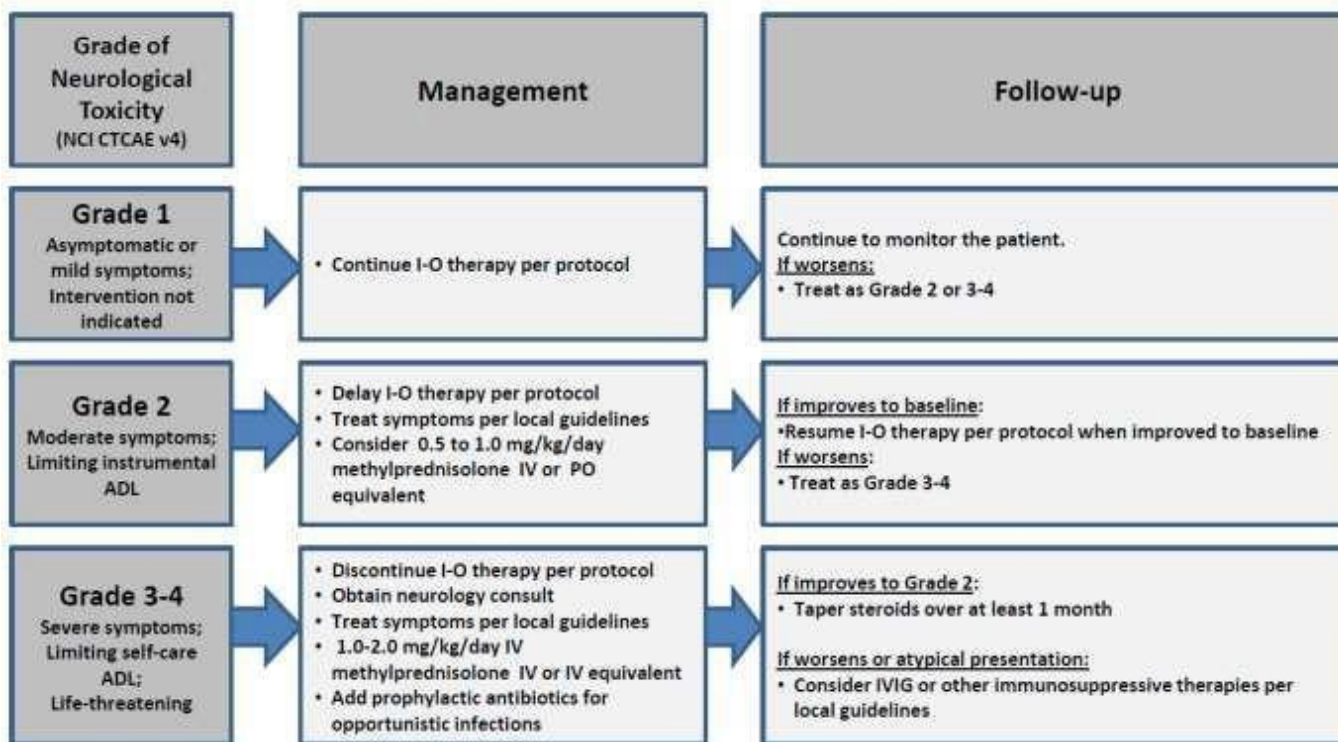 Grade of
Neurological
Toxicity
(NCI CTCAE v4)
Management
Follow-up
Grade 1
Asymptomatic or
mild symptoms;
Intervention not
indicated
• Continue I-O therapy per protocol
Continue to monitor the patient.
If worsens:
• Treat as Grade 2 or 3-4
Grade 2
Moderate symptoms;
Limiting instrumental
ADL
• Delay I-O therapy per protocol
• Treat symptoms per local guidelines
• Consider 0.5 to 1.0 mg/kg/day
methylprednisolone IV or PO
equivalent
If improves to baseline:
•Resume I-O therapy per protocol when improved to baseline
If worsens:
• Treat as Grade 3-4
Grade 3-4
Severe symptoms;
Limiting self-care
ADL;
Life-threatening
• Discontinue I-O therapy per protocol
• Obtain neurology consult
• Treat symptoms per local guidelines
• 1.0-2.0 mg/kg/day IV
methylprednisolone IV or IV equivalent
• Add prophylactic antibiotics for
opportunistic infections
If improves to Grade 2:
• Taper steroids over at least 1 month
If worsens or atypical presentation:
• Consider IVIG or other immunosuppressive therapies per
local guidelines